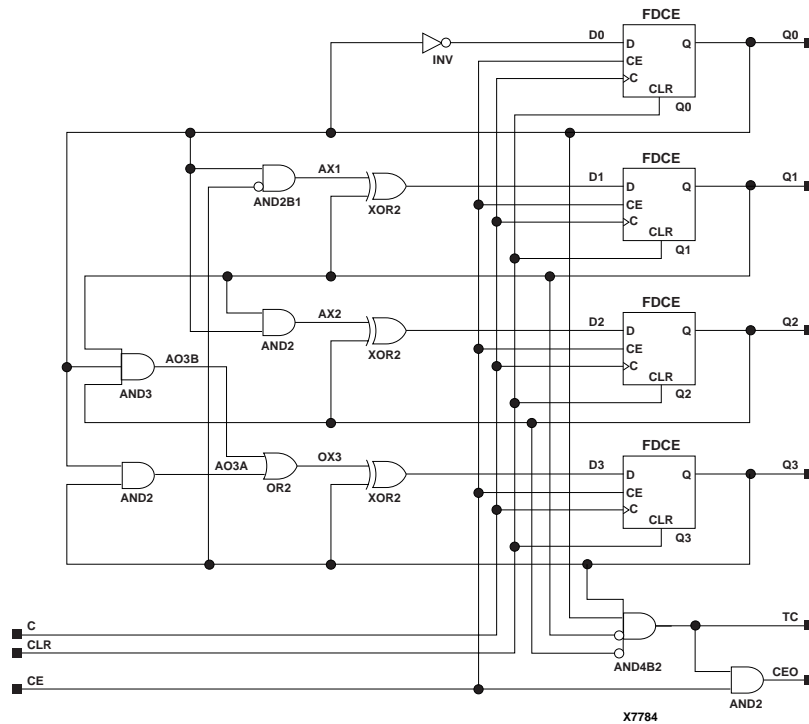 FDCE
D0
Q0
D
Q
CE
C
CLR
INV
Q0
FDCE
AX1
D1
Q1
D
Q
CE
C
CLR
AND2B1
XOR2
Q1
FDCE
AX2
D2
Q2
D
Q
CE
C
CLR
AND2
XOR2
Q2
AO3B
AND3
FDCE
OX3
D3
Q3
D
Q
AO3A
CE
C
CLR
AND2
OR2
XOR2
Q3
C
TC
CLR
AND4B2
CE
CEO
AND2
X7784